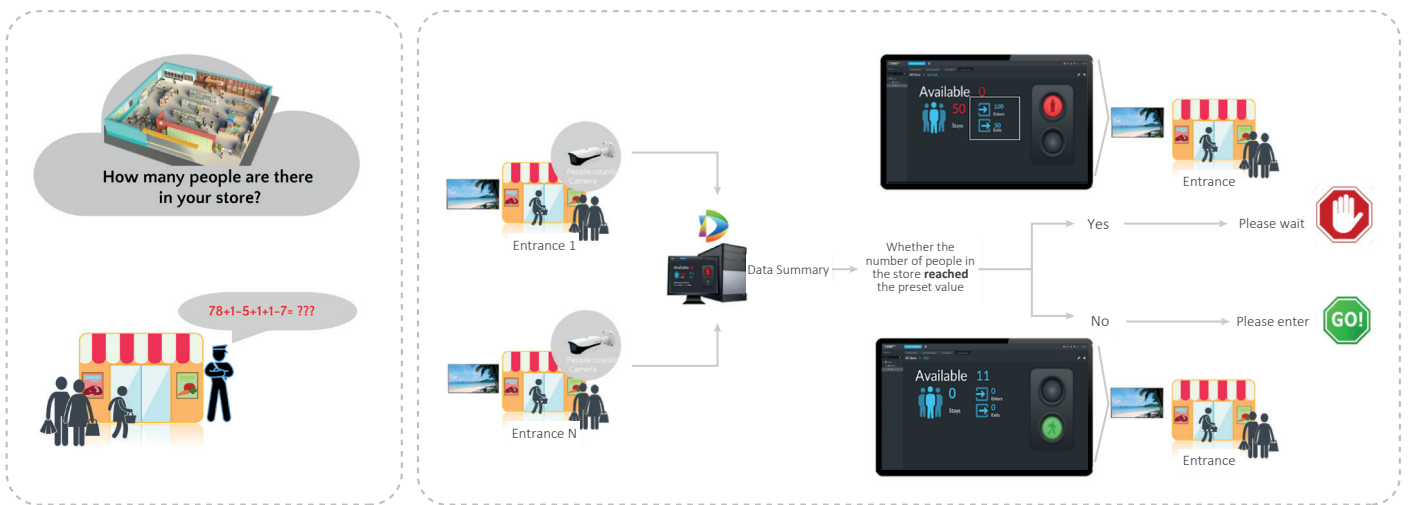 How many people are there
in your store?
78+1-5+1+1-7= ???
People counting
Camera
Entrance 1
People counting
Camera
Entrance N
Data Summary
Whether the
number of people in
the store reached
the preset value
Available 0
50
Stays
100
Enters
50
Exits
Entrance
Yes
Please wait
No
Please enter
GO!
Available 11
0
Stays
0
Enters
0
Exits
Entrance